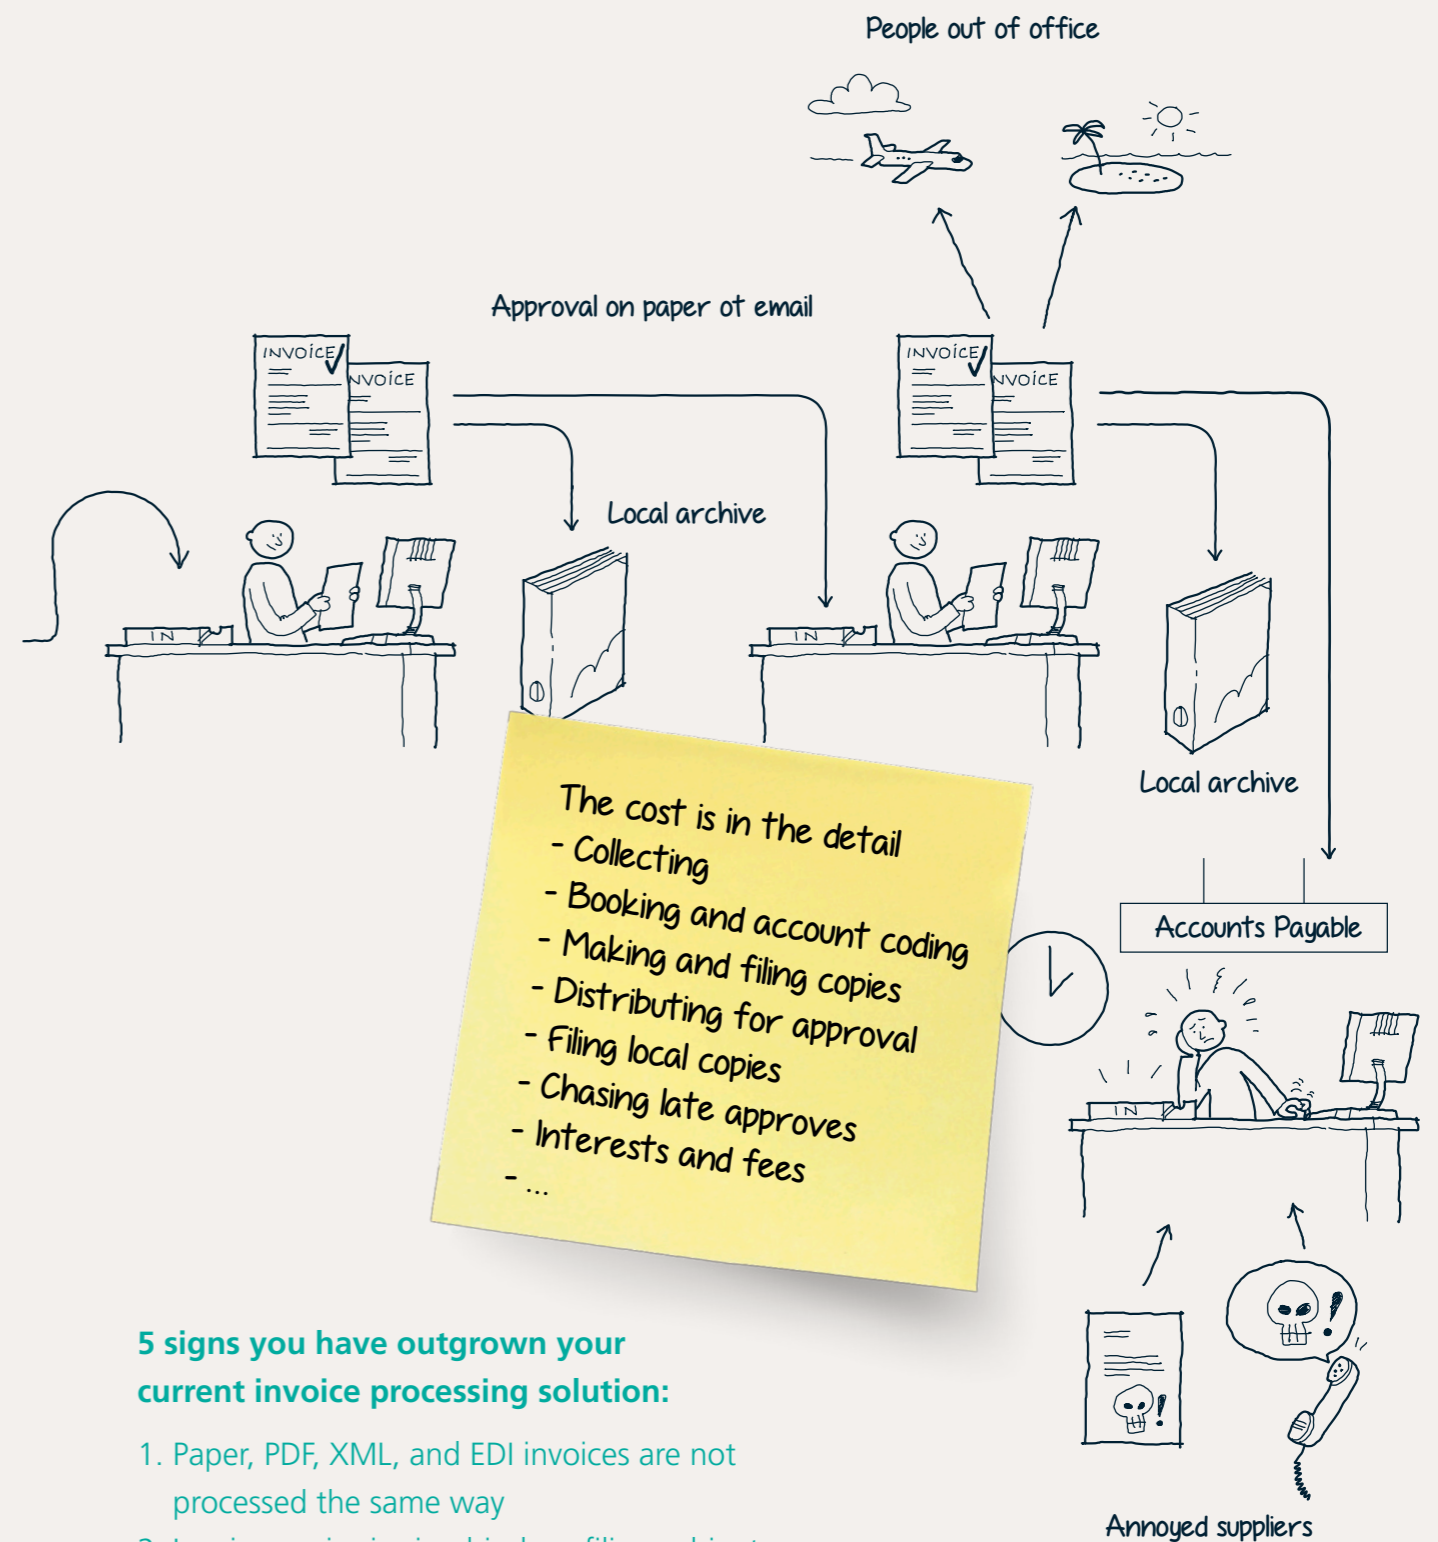 People out of office
Approval on paper ot email
INVOICE
NVOICE
INVOICE
NVOICE
Local archive
IN
IN
Local archive
The cost is in the detail
- Collecting
- Booking and account coding
- Making and filing copies
- Distributing for approval
- Filing local copies
- Chasing late approves
- Interests and fees
- ...
Accounts Payable
IN
5 signs you have outgrown your
current invoice processing solution:
1. Paper, PDF, XML, and EDI invoices are not
processed the same way
Annoyed suppliers